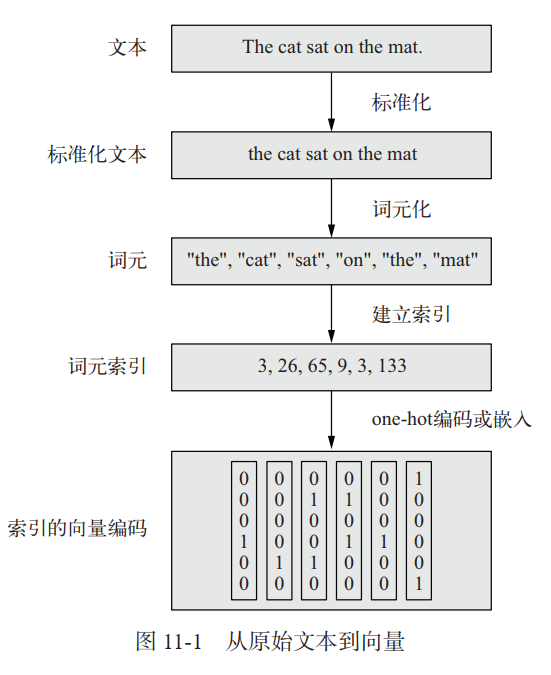 文本
The cat sat on the mat.
标准化
标准化文本
the cat sat on the mat
词元化
词元
"the", "cat", "sat", "on", "the", "mat"
建立索引
词元索引
3, 26, 65, 9, 3, 133
one-hot编码或嵌入
索引的向量编码
0 0 0 0 0 1
0 0 1 1 0 0
0 0 0 0 0 0
1 0 0 1 1 0
0 1 1 0 0 0
0 0 0 0 0 1
图 11-1 从原始文本到向量